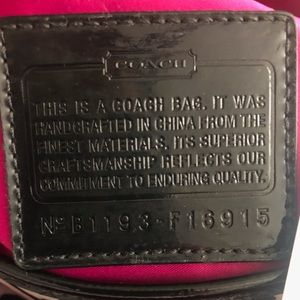 COACH
THIS IS A COACH BAG. IT WAS
HANDCRAFTED IN CHINA FROM THE
FINEST MATERIALS. ITS SUPERIOR
CRAFTSMANSHIP REFLECTS OUR
COMMITMENT TO ENDURING QUALITY.
Nº B1193-F16915